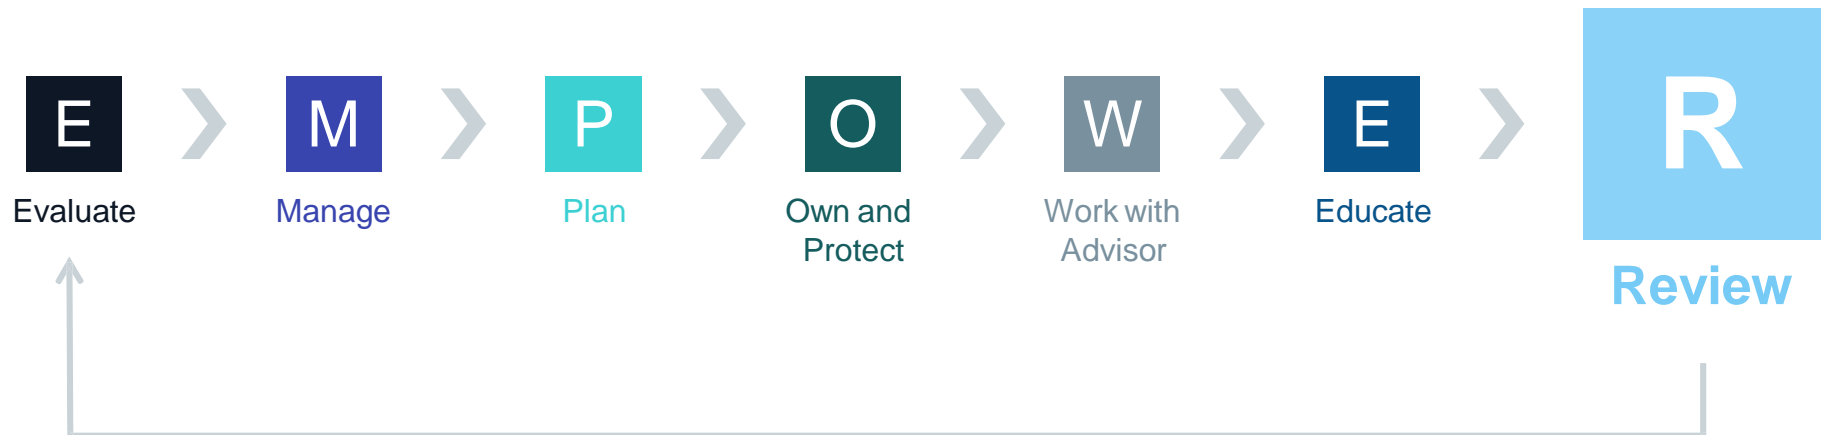 E M P O W E R
Evaluate Manage Plan Own and Protect Work with Advisor Educate
Review